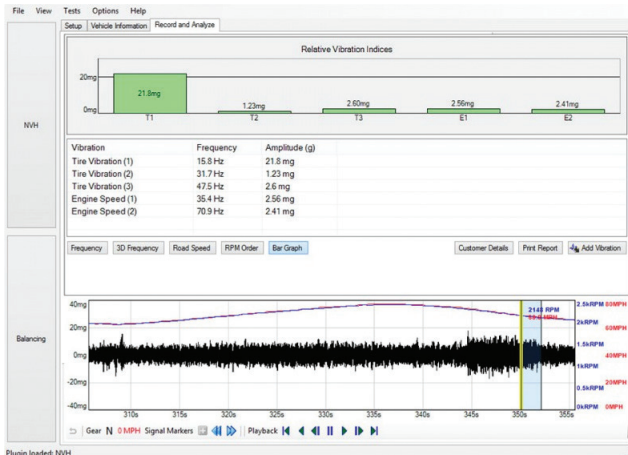 File View Tests Options Help
Setup Vehicle Information Record and Analyze
Relative Vibration Indices
20mg
0mg
21.8mg 1.23mg 2.60mg 2.56mg 2.41mg
T1 T2 T3 E1 E2
NVH
Vibration Frequency Amplitude (g)
Tire Vibration (1) 15.8 Hz 21.8 mg
Tire Vibration (2) 31.7 Hz 1.23 mg
Tire Vibration (3) 47.5 Hz 2.6 mg
Engine Speed (1) 35.4 Hz 2.56 mg
Engine Speed (2) 70.9 Hz 2.41 mg
Frequency 3D Frequency Road Speed RPM Order Bar Graph Customer Details Print Report Add Vibration
Balancing
40mg 2.5kRPM 80MPH
2148 RPM
20mg 2kRPM 60MPH
1.5kRPM
0mg 40MPH
1kRPM
-20mg 20MPH
0.5kRPM
-40mg 0kRPM 0MPH
310s 315s 320s 325s 330s 335s 340s 345s 350s 355s
Gear N 0 MPH Signal Markers Playback
Plugin loaded: NVH